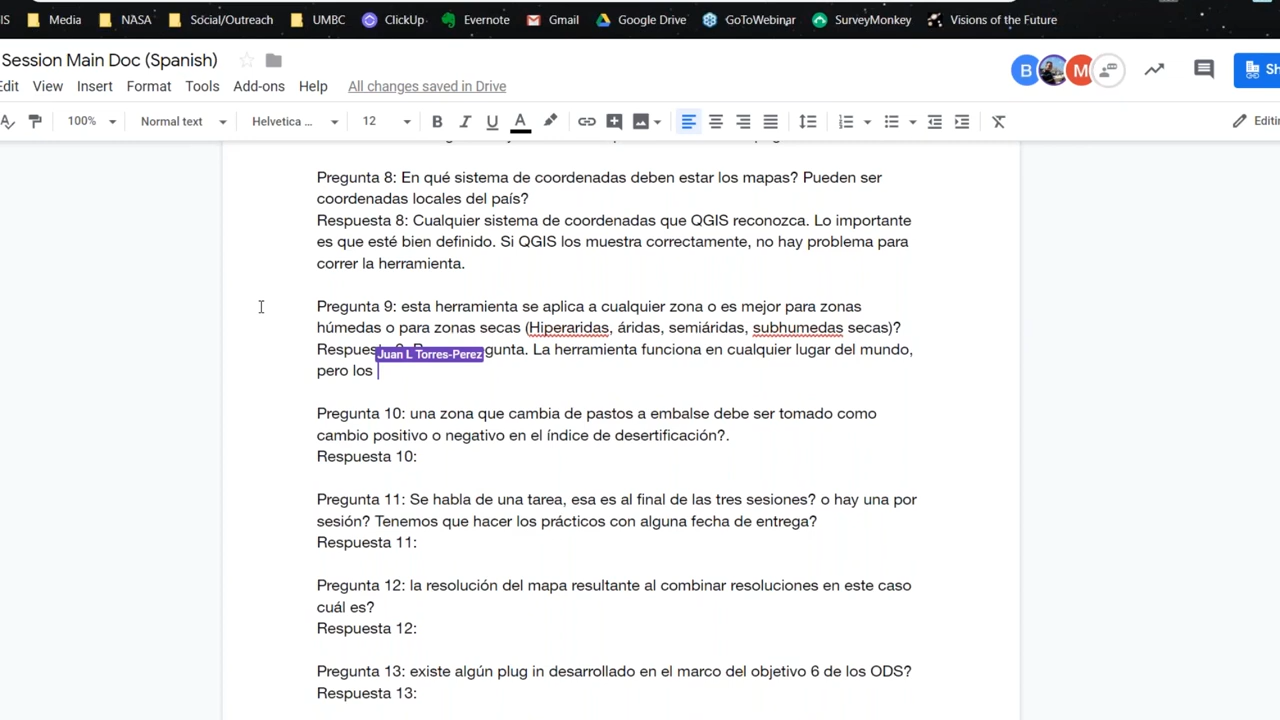 IS Media NASA Social/Outreach UMBC ClickUp Evernote Gmail Google Drive GoToWebinar SurveyMonkey Visions of the Future
Session Main Doc (Spanish)
B M Sh
Edit View Insert Format Tools Add-ons Help All changes saved in Drive
100% Normal text Helvetica ... 12 B I U A Editin
Pregunta 8: En qué sistema de coordenadas deben estar los mapas? Pueden ser
coordenadas locales del país?
Respuesta 8: Cualquier sistema de coordenadas que QGIS reconozca. Lo importante
es que esté bien definido. Si QGIS los muestra correctamente, no hay problema para
correr la herramienta.
Pregunta 9: esta herramienta se aplica a cualquier zona o es mejor para zonas
húmedas o para zonas secas (Hiperaridas, áridas, semiáridas, subhumedas secas)?
Respues gunta. La herramienta funciona en cualquier lugar del mundo,
Juan L Torres-Perez
pero los
Pregunta 10: una zona que cambia de pastos a embalse debe ser tomado como
cambio positivo o negativo en el índice de desertificación?.
Respuesta 10:
Pregunta 11: Se habla de una tarea, esa es al final de las tres sesiones? o hay una por
sesión? Tenemos que hacer los prácticos con alguna fecha de entrega?
Respuesta 11:
Pregunta 12: la resolución del mapa resultante al combinar resoluciones en este caso
cuál es?
Respuesta 12:
Pregunta 13: existe algún plug in desarrollado en el marco del objetivo 6 de los ODS?
Respuesta 13: